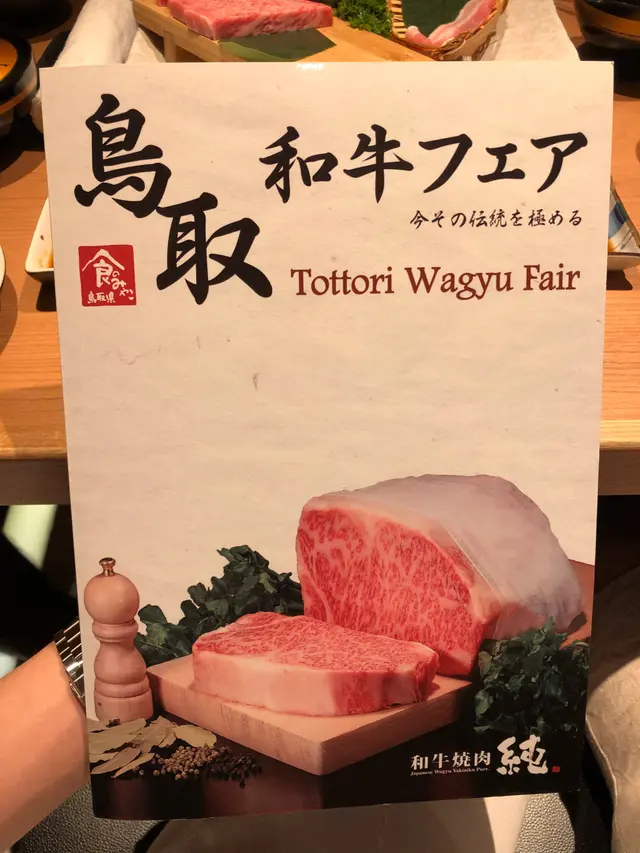 鳥取
和牛フェア
今その伝統を極める
Tottori Wagyu Fair
食のみやこ
鳥取県
和牛焼肉 純
Japanese Wagyu Yakiniku Pure.